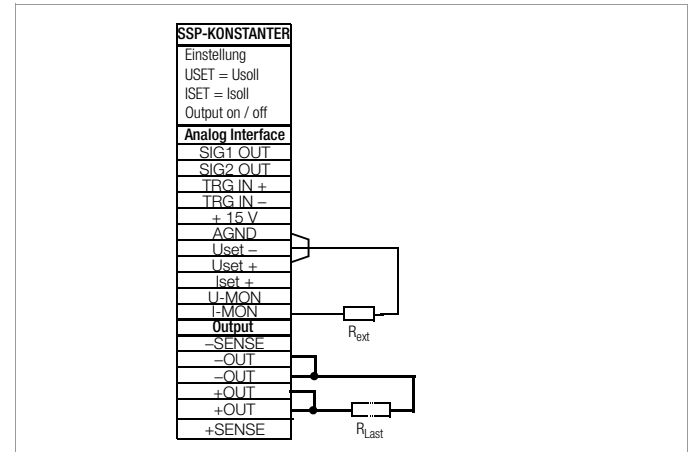 SSP-KONSTANTER
Einstellung
USET = Usoll
ISET = Isoll
Output on / off
Analog Interface
SIG1 OUT
SIG2 OUT
TRG IN +
TRG IN –
+ 15 V
AGND
Uset –
Uset +
Iset +
U-MON
I-MON
Rext
Output
–SENSE
–OUT
–OUT
+OUT
+OUT
+SENSE
RLast